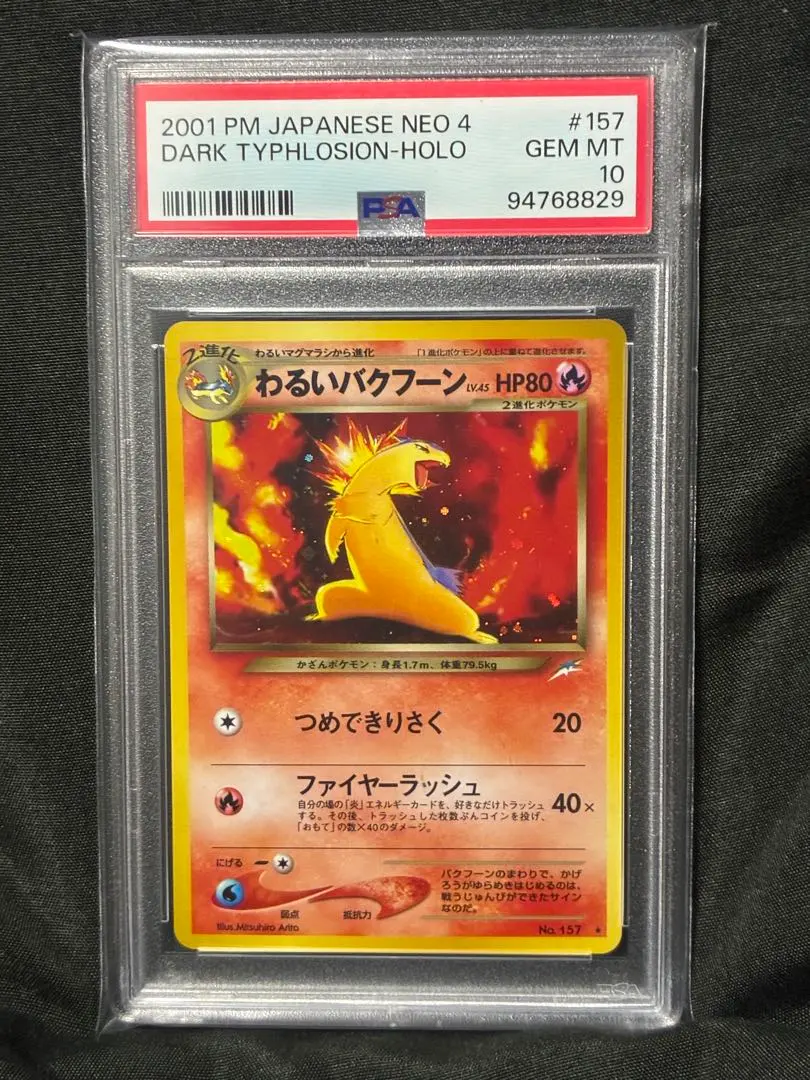 2001 PM JAPANESE NEO 4 #157
DARK TYPHLOSION-HOLO GEM MT
10
PSA 94768829
2進化 わるいマグマラシから進化 「1進化ポケモン」の上に重ねて進化させます。
わるいバクフーン LV.45 HP80
2進化ポケモン
かざんポケモン:身長1.7m、体重79.5kg
つめできりさく 20
ファイヤーラッシュ
自分の場の「炎」エネルギーカードを、好きなだけトラッシュ
する。その後、トラッシュした枚数ぶんコインを投げ、
「おもて」の数×40のダメージ。
40×
にげる
弱点 抵抗力
バクフーンのまわりで、かげ
ろうがゆらめきはじめるのは、
戦うじゅんびができたサイン
なのだ。
Illus.Mitsuhiro Arita No.157 ★
PSA